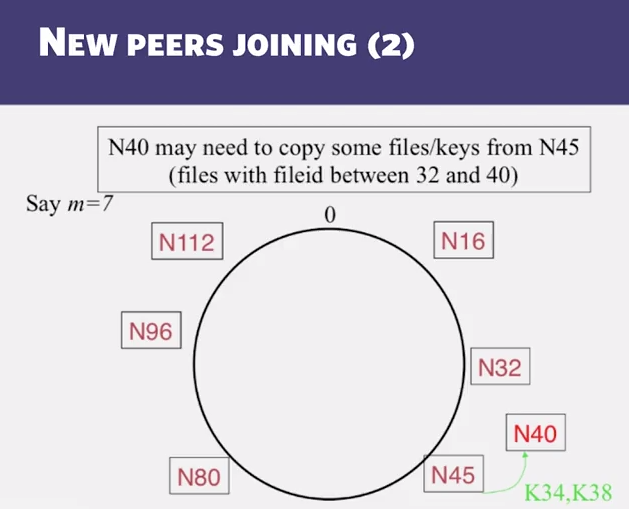 NEW PEERS JOINING (2)
N40 may need to copy some files/keys from N45
(files with fileid between 32 and 40)
Say m=7
0
N112
N16
N96
N32
N40
N80
N45
K34,K38